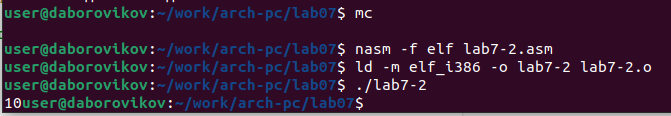 user@daborovikov:~/work/arch-pc/lab07$ mc
user@daborovikov:~/work/arch-pc/lab07$ nasm -f elf lab7-2.asm
user@daborovikov:~/work/arch-pc/lab07$ ld -m elf_i386 -o lab7-2 lab7-2.o
user@daborovikov:~/work/arch-pc/lab07$ ./lab7-2
10user@daborovikov:~/work/arch-pc/lab07$